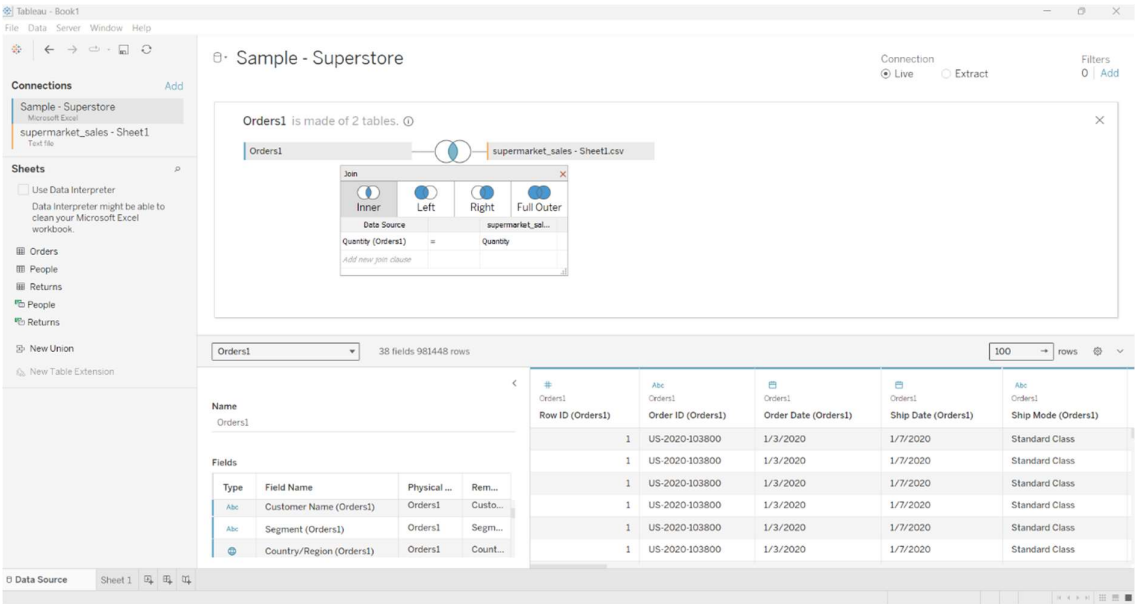 Tableau - Book1
File Data Server Window Help
Connections Add
Sample - Superstore
Microsoft Excel
supermarket_sales - Sheet1
Text file
Sheets
Use Data Interpreter
Data Interpreter might be able to
clean your Microsoft Excel
workbook.
Orders
People
Returns
People
Returns
New Union
New Table Extension
Sample - Superstore
Connection
Live Extract
Filters
0 Add
Orders1 is made of 2 tables.
Orders1 supermarket_sales - Sheet1.csv
Join
Inner Left Right Full Outer
Data Source supermarket_sal...
Quantity (Orders1) = Quantity
Add new join clause
Orders1 38 fields 981448 rows 100 rows
Name
Orders1
Fields
Type Field Name Physical ... Rem...
Abc Customer Name (Orders1) Orders1 Custo...
Abc Segment (Orders1) Orders1 Segm...
Country/Region (Orders1) Orders1 Count...
# Abc Abc
Orders1 Orders1 Orders1 Orders1 Orders1
Row ID (Orders1) Order ID (Orders1) Order Date (Orders1) Ship Date (Orders1) Ship Mode (Orders1)
1 US-2020-103800 1/3/2020 1/7/2020 Standard Class
1 US-2020-103800 1/3/2020 1/7/2020 Standard Class
1 US-2020-103800 1/3/2020 1/7/2020 Standard Class
1 US-2020-103800 1/3/2020 1/7/2020 Standard Class
1 US-2020-103800 1/3/2020 1/7/2020 Standard Class
1 US-2020-103800 1/3/2020 1/7/2020 Standard Class
Data Source Sheet 1